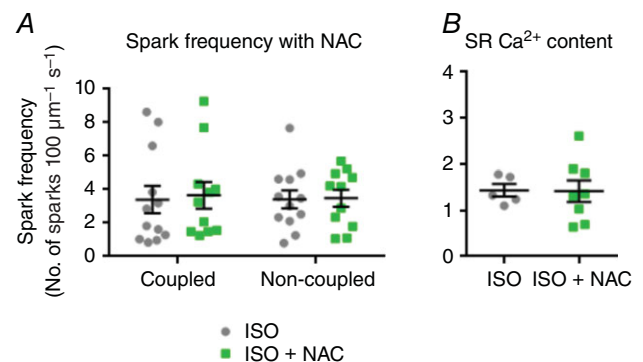 A
Spark frequency with NAC
Spark frequency
(No. of sparks 100 µm⁻¹ s⁻¹)
10
8
6
4
2
0
Coupled
Non-coupled
B
SR Ca²⁺ content
4
3
2
1
0
ISO
ISO + NAC
ISO
ISO + NAC